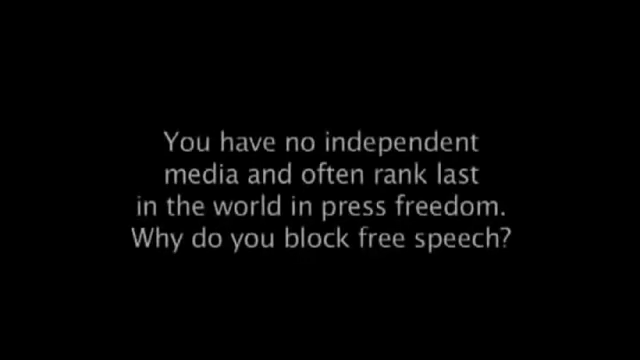 You have no independent
media and often rank last
in the world in press freedom.
Why do you block free speech?